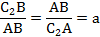 C₂B/AB = AB/C₂A = a